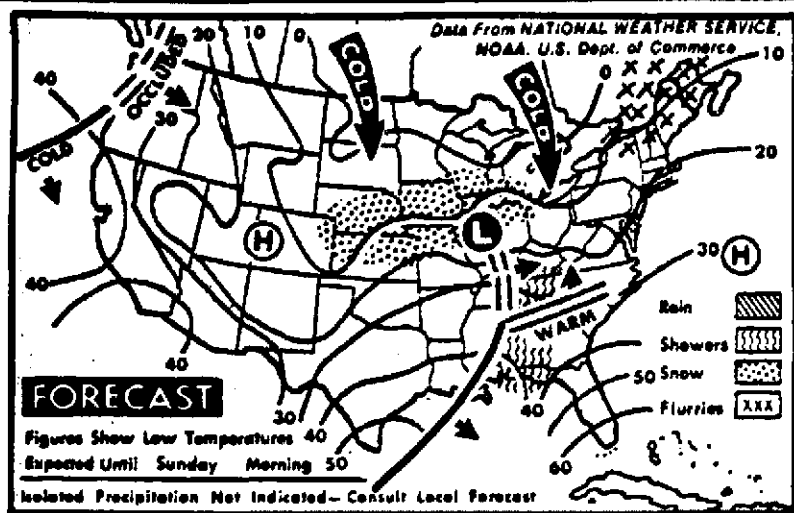 Data From NATIONAL WEATHER SERVICE,
NOAA. U.S. Dept. of Commerce
40
20
10
0
OCCLUDED
COLD
COLD
0
10
30
COLD
20
H
L
30
H
40
40
WARM
Rain
Showers
Snow
Flurries
FORECAST
Figures Show Low Temperatures
Expected Until Sunday Morning
30
40
50
40
50
60
Isolated Precipitation Not Indicated— Consult Local Forecast